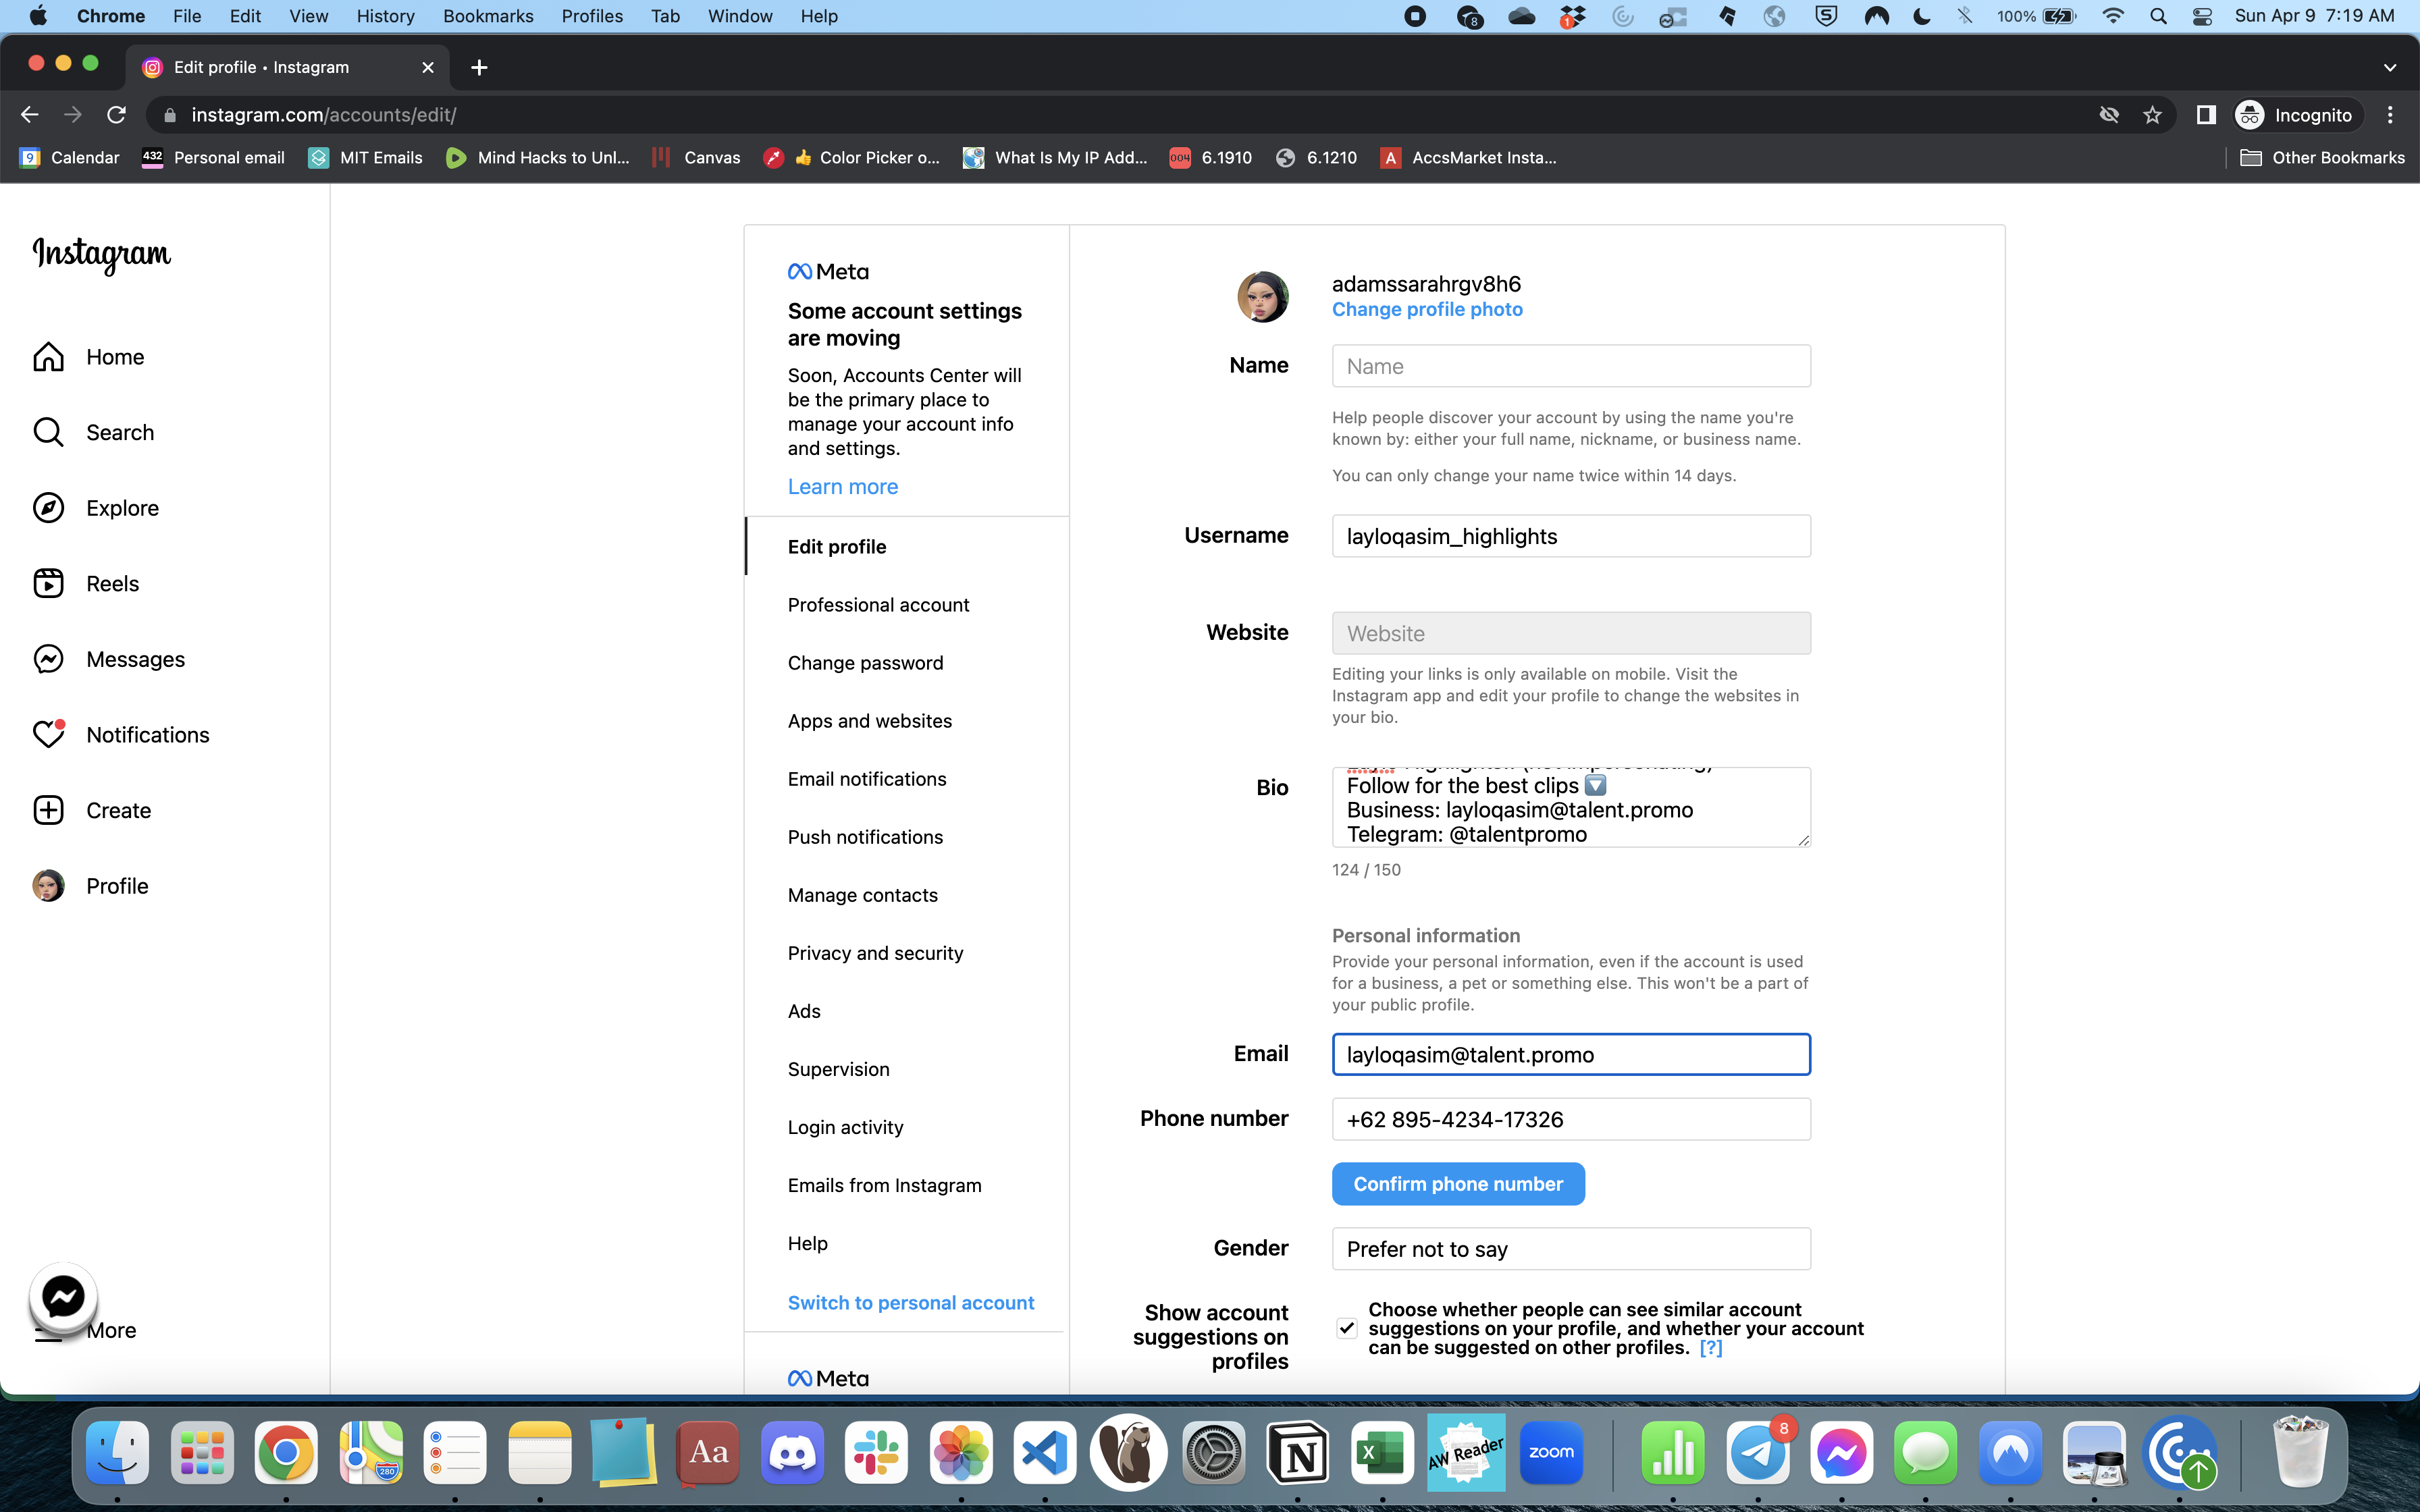 Chrome File Edit View History Bookmarks Profiles Tab Window Help
8
1
100%
Sun Apr 9 7:19 AM
Edit profile • Instagram
instagram.com/accounts/edit/
Incognito
9 Calendar
432 Personal email
MIT Emails
Mind Hacks to Unl...
Canvas
👍 Color Picker o...
What Is My IP Add...
004 6.1910
6.1210
A AccsMarket Insta...
Other Bookmarks
Instagram
Home
Search
Explore
Reels
Messages
Notifications
Create
Profile
More
Meta
Some account settings
are moving
Soon, Accounts Center will
be the primary place to
manage your account info
and settings.
Learn more
Edit profile
Professional account
Change password
Apps and websites
Email notifications
Push notifications
Manage contacts
Privacy and security
Ads
Supervision
Login activity
Emails from Instagram
Help
Switch to personal account
Meta
adamssarahrgv8h6
Change profile photo
Name
Name
Help people discover your account by using the name you're
known by: either your full name, nickname, or business name.
You can only change your name twice within 14 days.
Username
layloqasim_highlights
Website
Website
Editing your links is only available on mobile. Visit the
Instagram app and edit your profile to change the websites in
your bio.
Bio
Follow for the best clips 🔽
Business: layloqasim@talent.promo
Telegram: @talentpromo
124 / 150
Personal information
Provide your personal information, even if the account is used
for a business, a pet or something else. This won't be a part of
your public profile.
Email
layloqasim@talent.promo
Phone number
+62 895-4234-17326
Confirm phone number
Gender
Prefer not to say
Show account
suggestions on
profiles
Choose whether people can see similar account
suggestions on your profile, and whether your account
can be suggested on other profiles. [?]
280
Aa
N
X
AW Reader
zoom
8